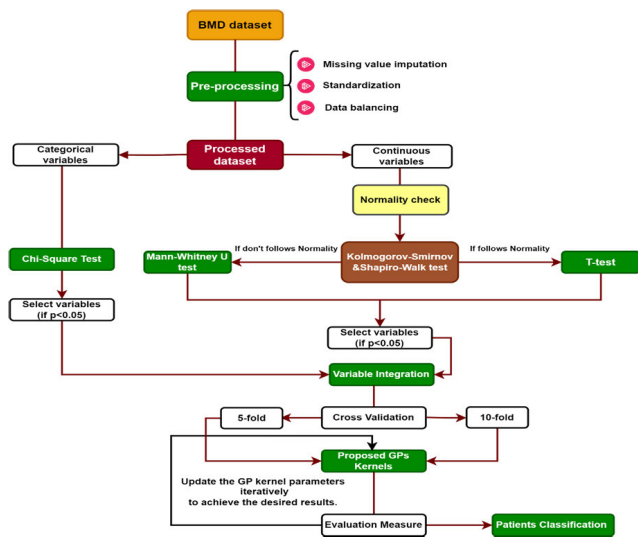 BMD dataset
Pre-processing
Missing value imputation
Standardization
Data balancing
Categorical
variables
Processed
dataset
Continuous
variables
Normality check
If don't follows Normality
If follows Normality
Chi-Square Test
Mann-Whitney U
test
Kolmogorov-Smirnov
&Shapiro-Walk test
T-test
Select variables
(if p<0.05)
Select variables
(if p<0.05)
Variable Integration
5-fold
Cross Validation
10-fold
Proposed GPs
Kernels
Update the GP kernel parameters
iteratively
to achieve the desired results.
Evaluation Measure
Patients Classification